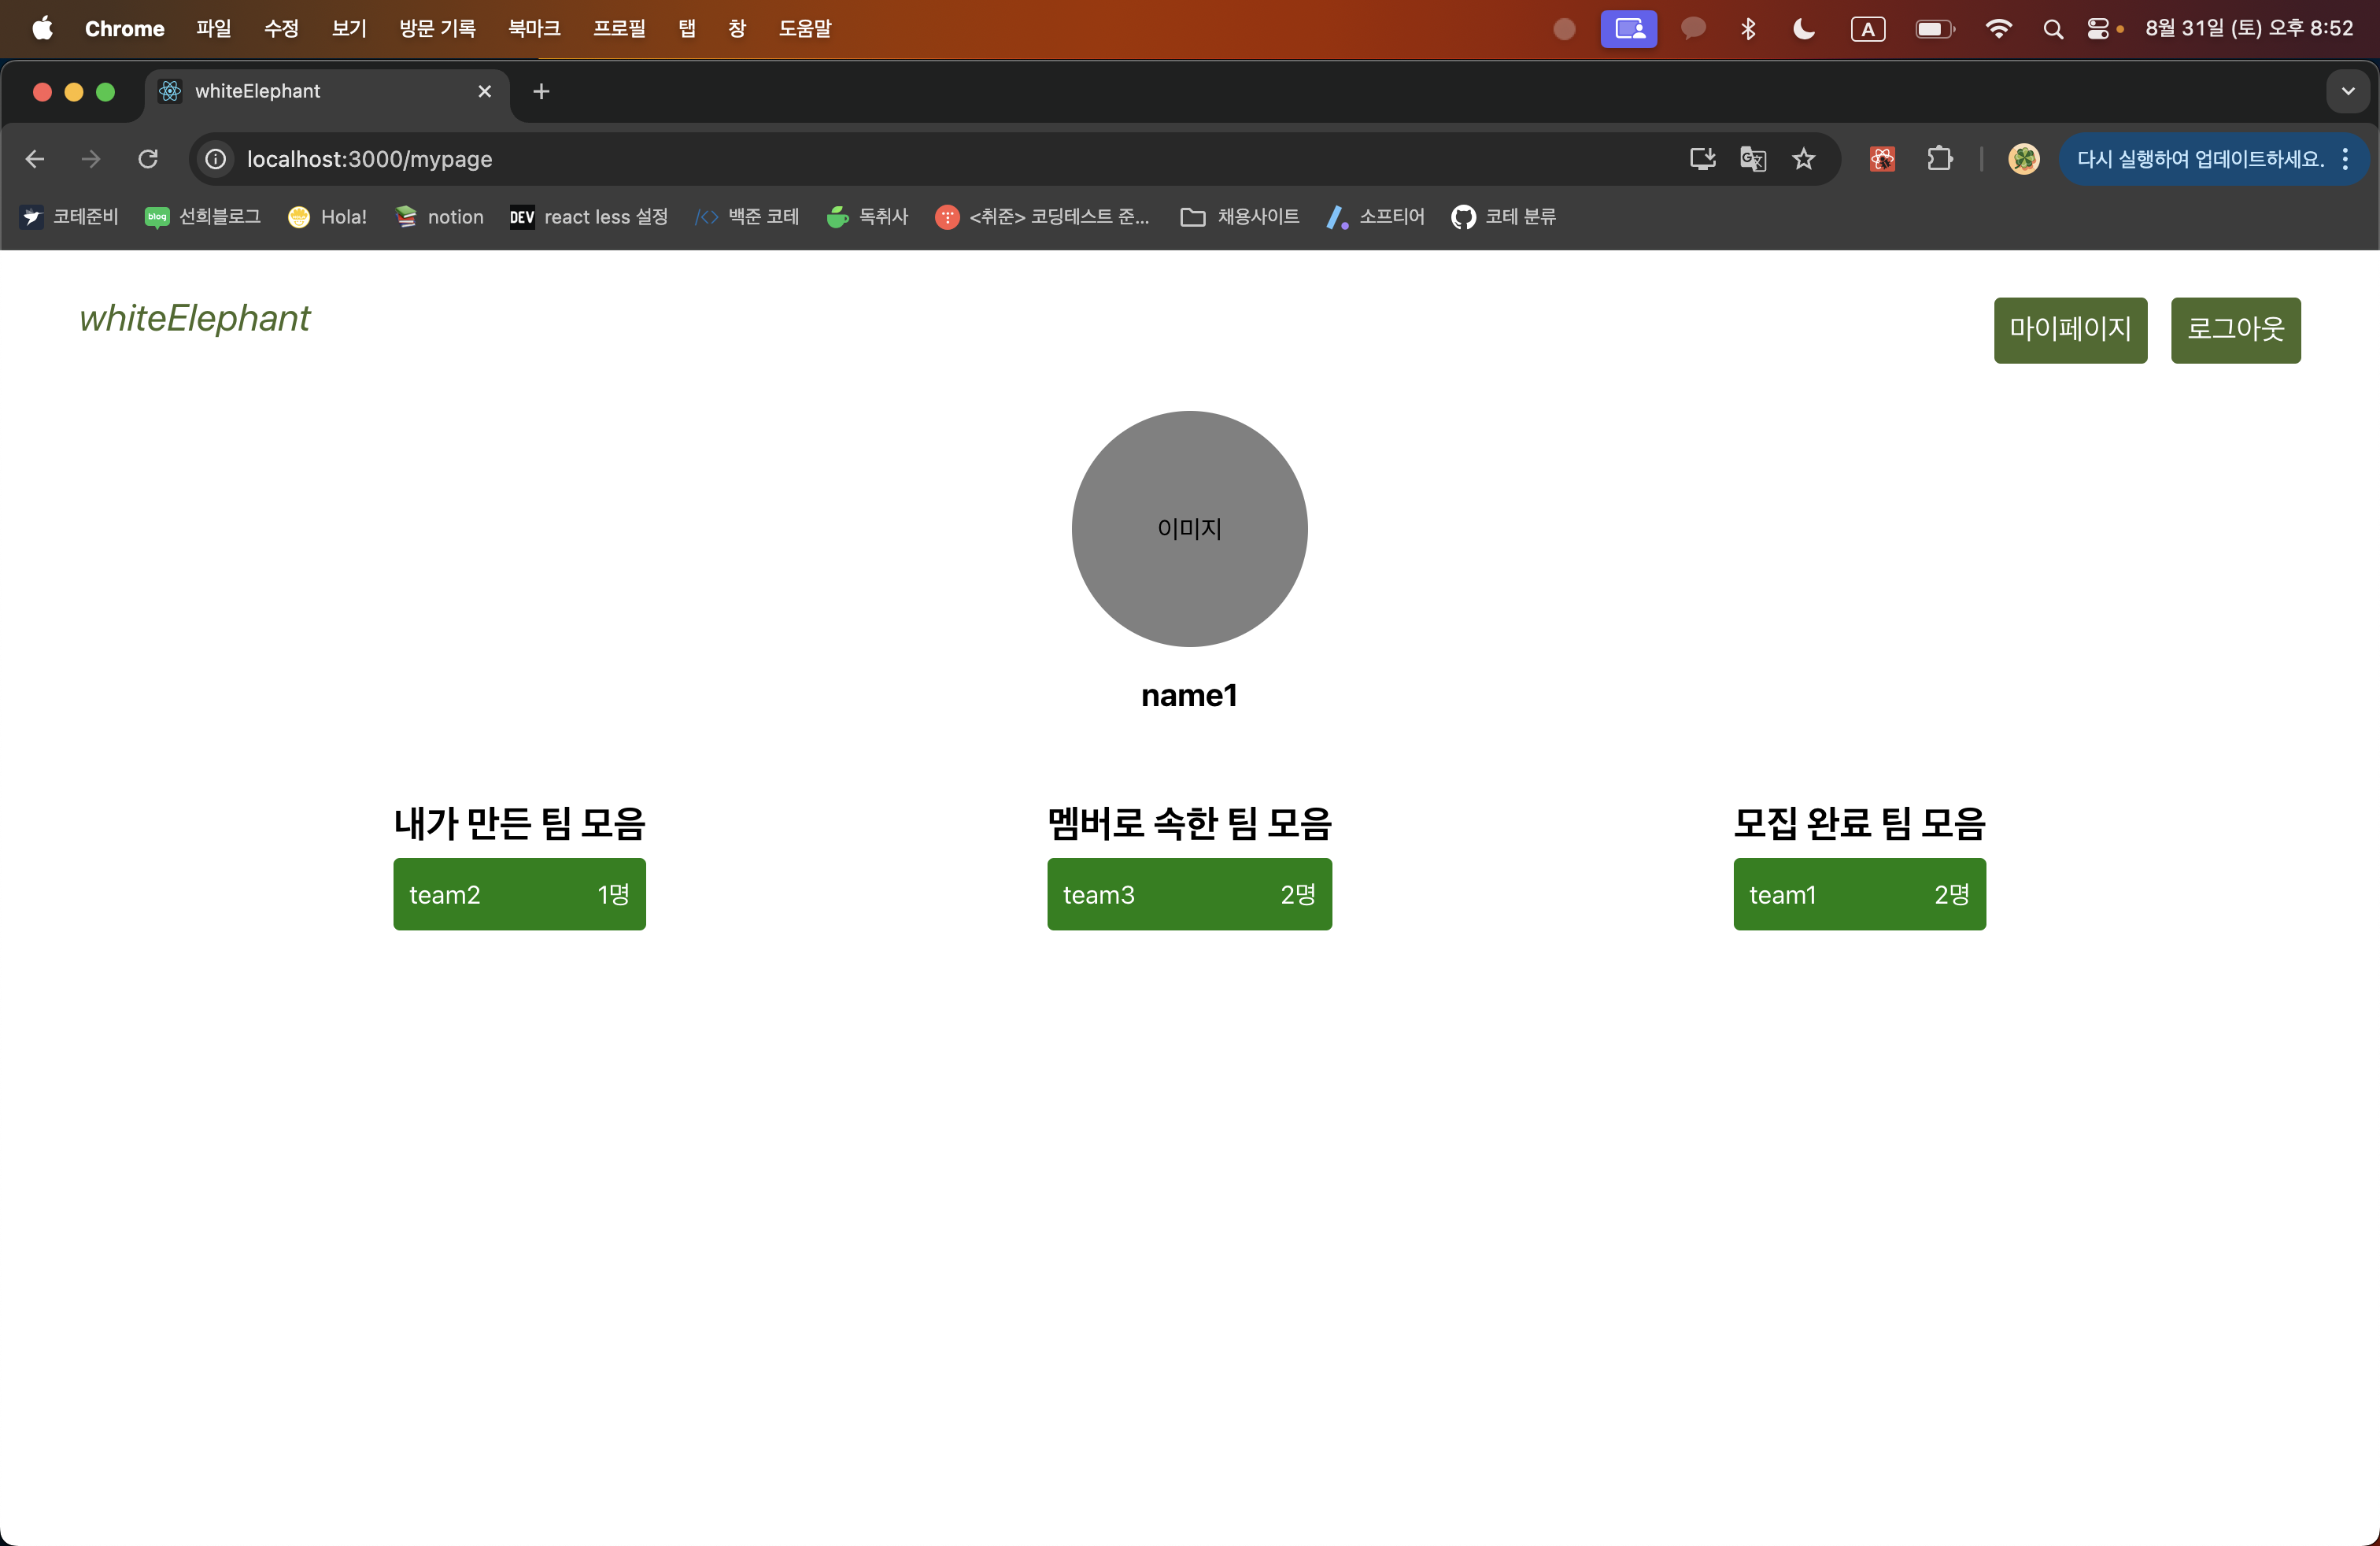 Chrome 파일 수정 보기 방문 기록 북마크 프로필 탭 창 도움말 A 8월 31일 (토) 오후 8:52
whiteElephant
localhost:3000/mypage 다시 실행하여 업데이트하세요.
코테준비 blog 선희블로그 Hola! notion DEV react less 설정 백준 코테 독취사 <취준> 코딩테스트 준... 채용사이트 소프티어 코테 분류
whiteElephant 마이페이지 로그아웃
이미지
name1
내가 만든 팀 모음 멤버로 속한 팀 모음 모집 완료 팀 모음
team2 1명 team3 2명 team1 2명